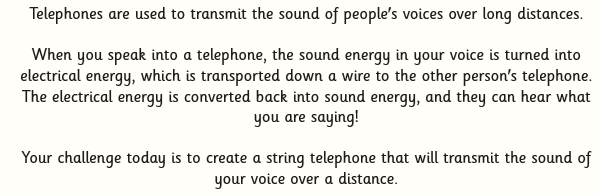 Telephones are used to transmit the sound of people's voices over long distances.
When you speak into a telephone, the sound energy in your voice is turned into
electrical energy, which is transported down a wire to the other person's telephone.
The electrical energy is converted back into sound energy, and they can hear what
you are saying!
Your challenge today is to create a string telephone that will transmit the sound of
your voice over a distance.